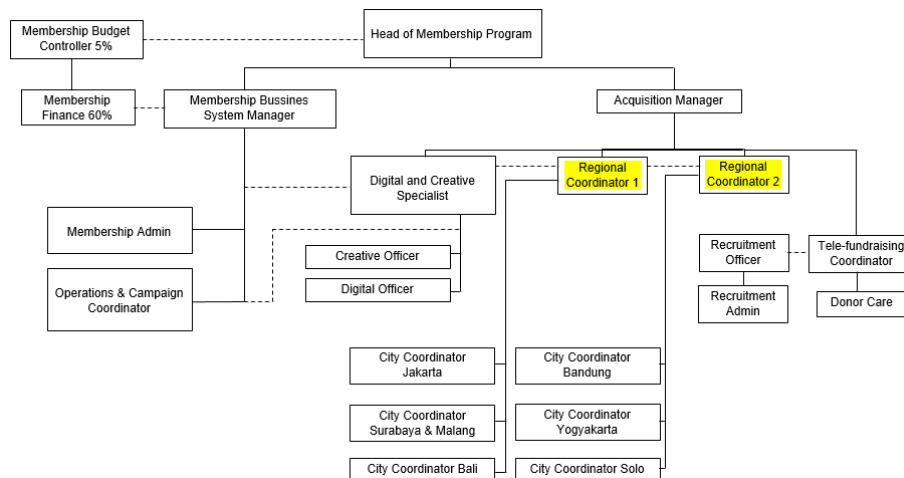 Membership Budget
Controller 5%
Head of Membership Program
Membership
Finance 60%
Membership Bussines
System Manager
Acquisition Manager
Digital and Creative
Specialist
Regional
Coordinator 1
Regional
Coordinator 2
Membership Admin
Creative Officer
Recruitment
Officer
Tele-fundraising
Coordinator
Operations & Campaign
Coordinator
Digital Officer
Recruitment
Admin
Donor Care
City Coordinator
Jakarta
City Coordinator
Bandung
City Coordinator
Surabaya & Malang
City Coordinator
Yogyakarta
City Coordinator Bali
City Coordinator Solo